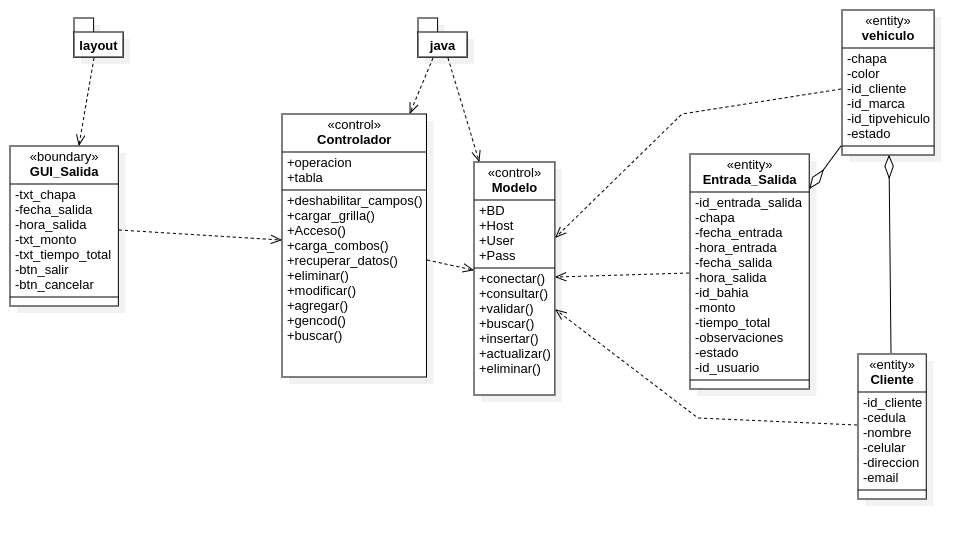 layout
java
«boundary»
GUI_Salida
-txt_chapa
-fecha_salida
-hora_salida
-txt_monto
-txt_tiempo_total
-btn_salir
-btn_cancelar
«control»
Controlador
+operacion
+tabla
+deshabilitar_campos()
+cargar_grilla()
+Acceso()
+carga_combos()
+recuperar_datos()
+eliminar()
+modificar()
+agregar()
+gencod()
+buscar()
«control»
Modelo
+BD
+Host
+User
+Pass
+conectar()
+consultar()
+validar()
+buscar()
+insertar()
+actualizar()
+eliminar()
«entity»
Entrada_Salida
-id_entrada_salida
-chapa
-fecha_entrada
-hora_entrada
-fecha_salida
-hora_salida
-id_bahia
-monto
-tiempo_total
-observaciones
-estado
-id_usuario
«entity»
vehiculo
-chapa
-color
-id_cliente
-id_marca
-id_tipvehiculo
-estado
«entity»
Cliente
-id_cliente
-cedula
-nombre
-celular
-direccion
-email